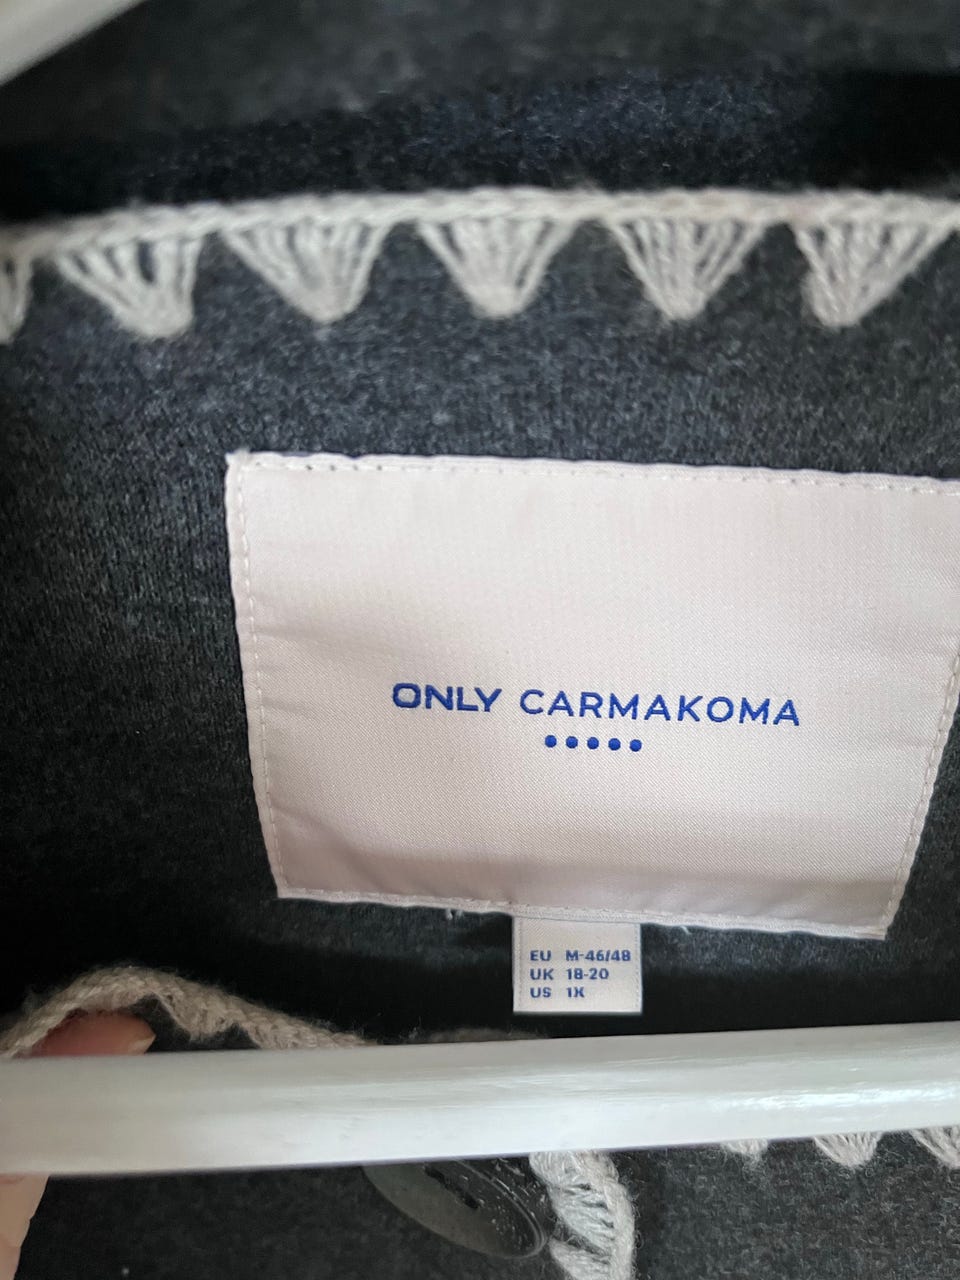 ONLY CARMAKOMA
EU M-46/48
UK 18-20
US 1X